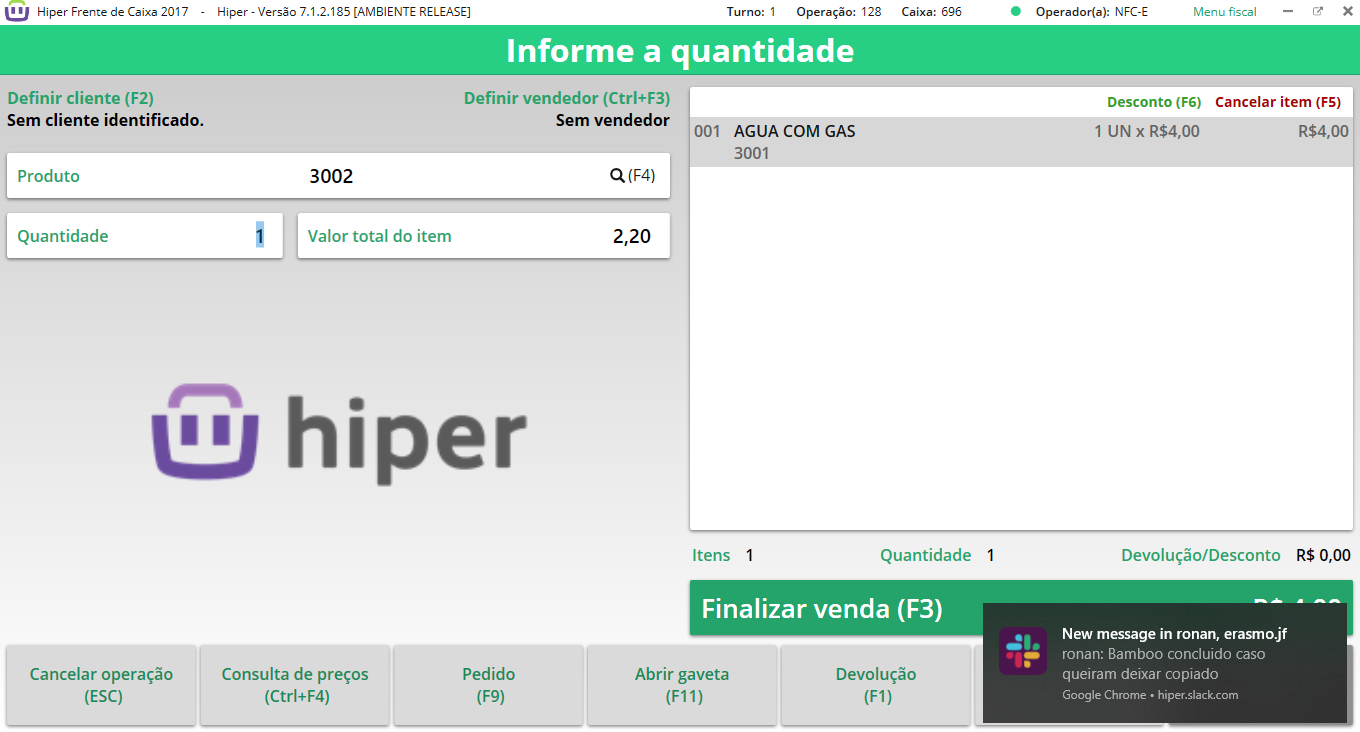 Hiper Frente de Caixa 2017 - Hiper - Versão 7.1.2.185 [AMBIENTE RELEASE] Turno: 1 Operação: 128 Caixa: 696 Operador(a): NFC-E Menu fiscal
Informe a quantidade
Definir cliente (F2) Definir vendedor (Ctrl+F3)
Sem cliente identificado. Sem vendedor
Produto 3002 (F4)
Quantidade 1 Valor total do item 2,20
hiper
Desconto (F6) Cancelar item (F5)
001 AGUA COM GAS 1 UN x R$4,00 R$4,00
3001
Itens 1 Quantidade 1 Devolução/Desconto R$ 0,00
Finalizar venda (F3)
New message in ronan, erasmo.jf
ronan: Bamboo concluido caso
queiram deixar copiado
Google Chrome • hiper.slack.com
Cancelar operação
(ESC)
Consulta de preços
(Ctrl+F4)
Pedido
(F9)
Abrir gaveta
(F11)
Devolução
(F1)